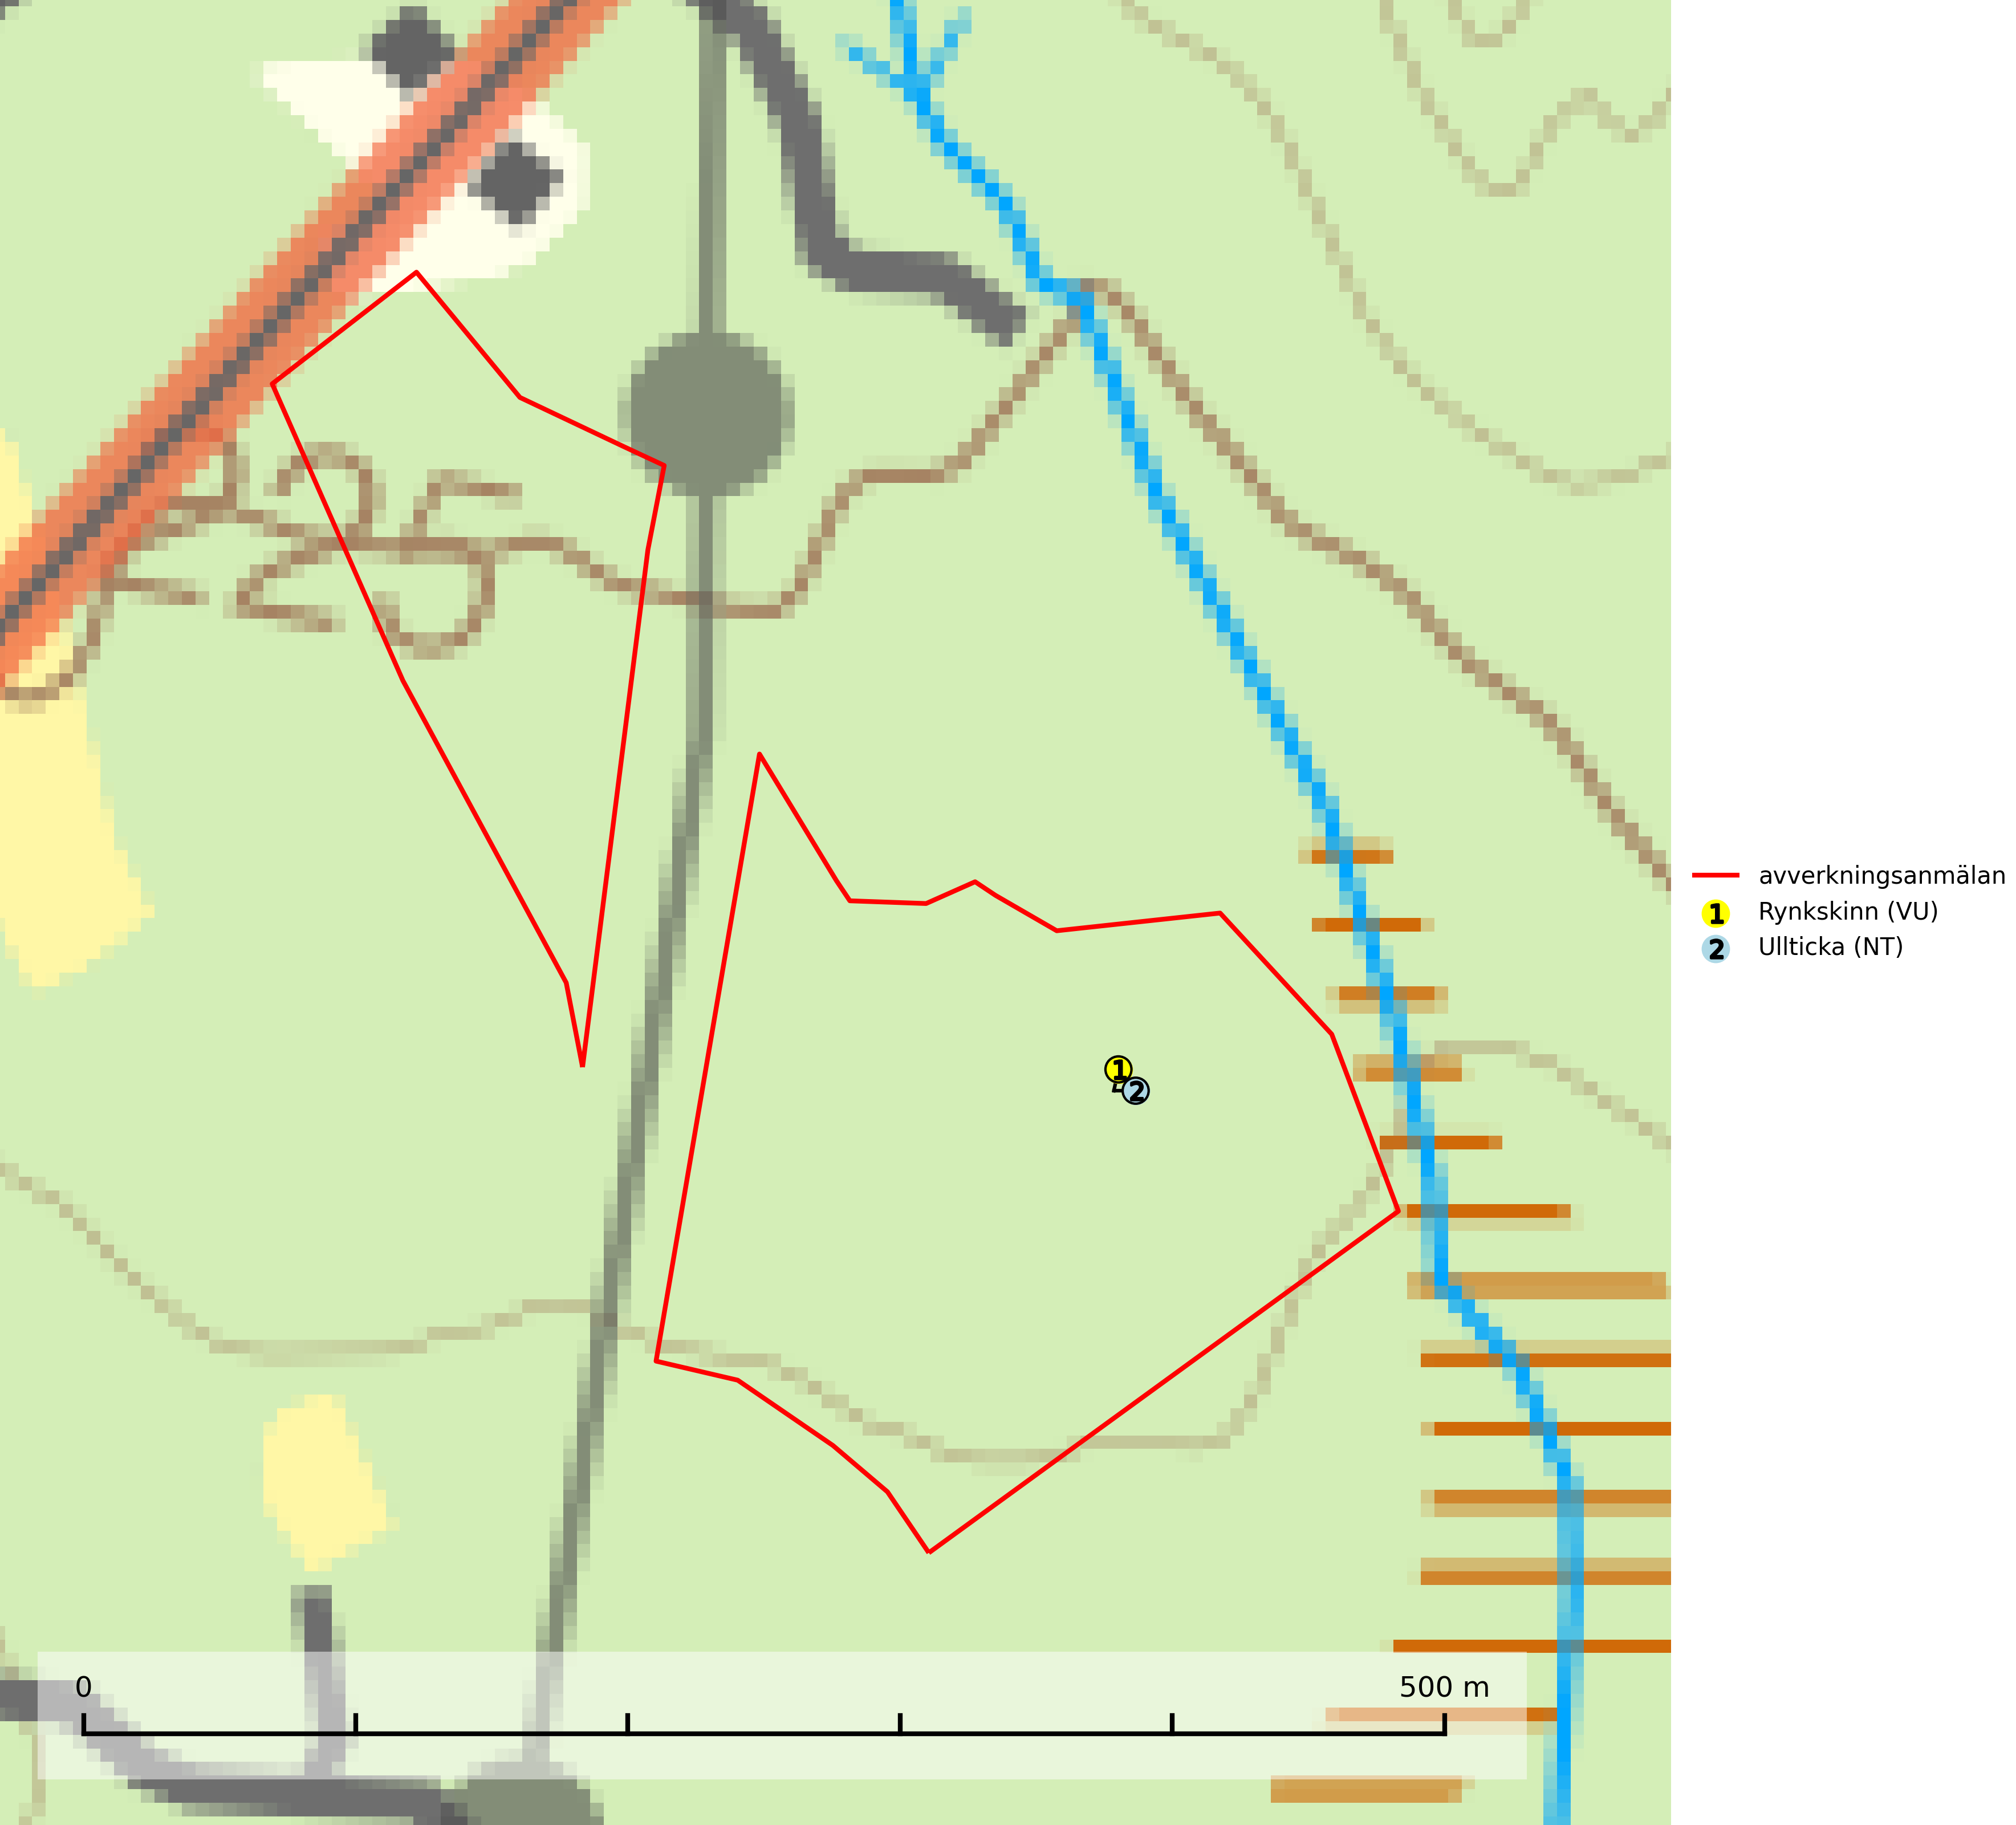 1
2
avverkningsanmälan
1 Rynkskinn (VU)
2 Ullticka (NT)
0 500 m